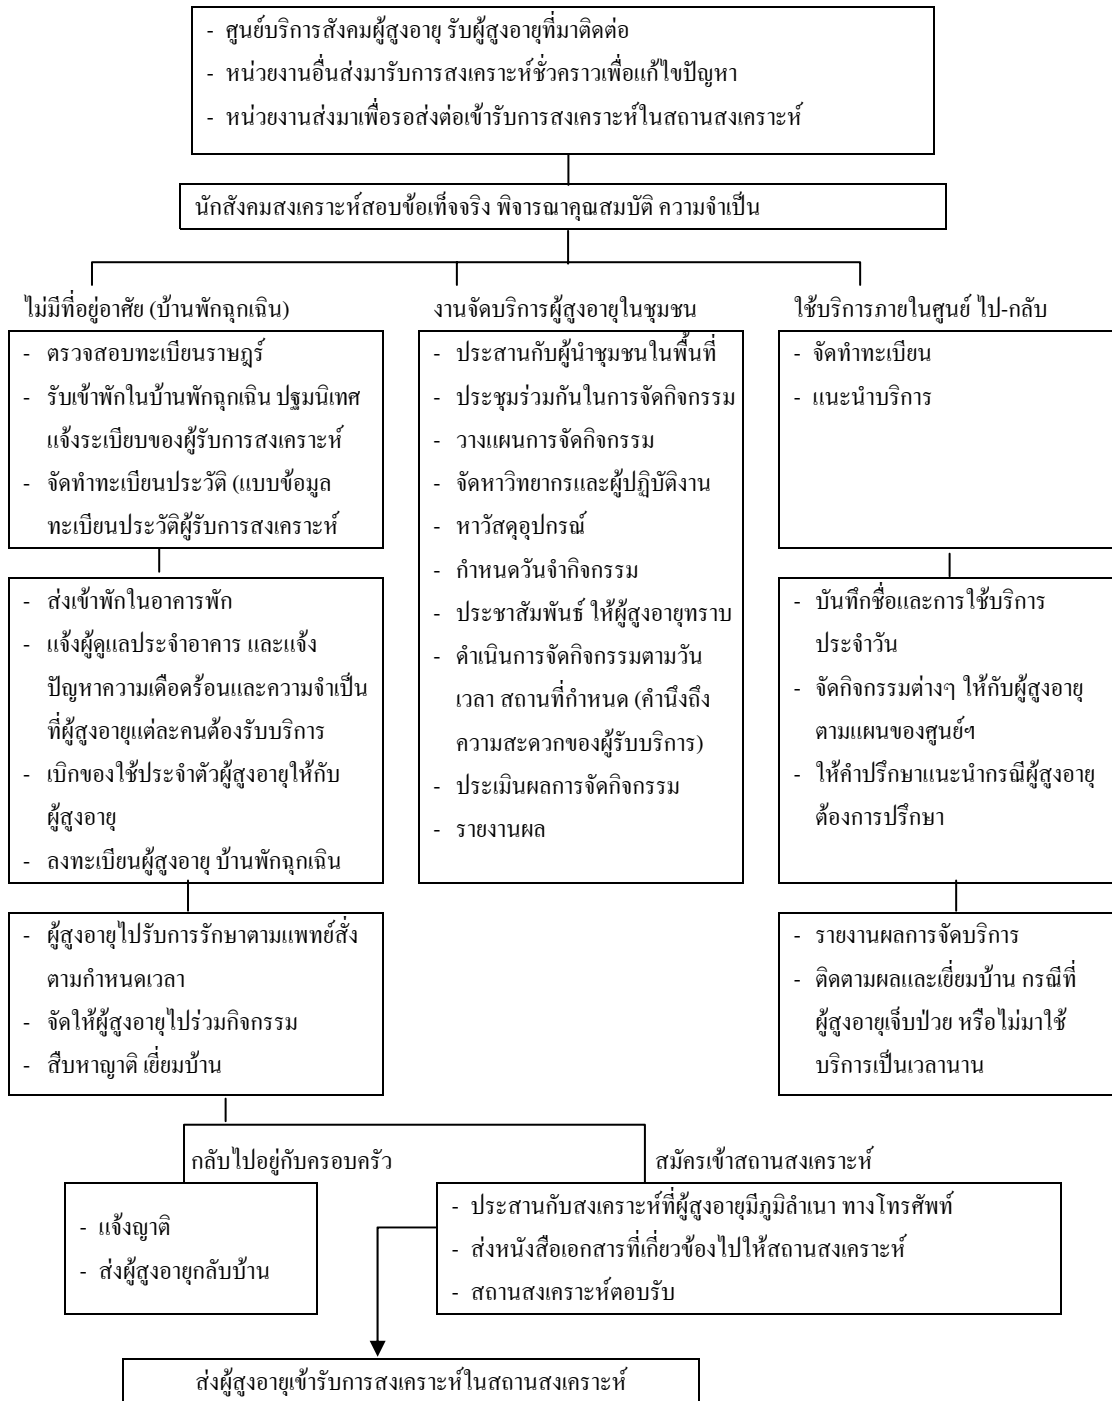 - ศูนย์บริการสังคมผู้สูงอายุ รับผู้สูงอายุที่มาติดต่อ
- หน่วยงานอื่นส่งมารับการสงเคราะห์ชั่วคราวเพื่อแก้ไขปัญหา
- หน่วยงานส่งมาเพื่อรอส่งต่อเข้ารับการสงเคราะห์ในสถานสงเคราะห์
นักสังคมสงเคราะห์สอบข้อเท็จจริง พิจารณาคุณสมบัติ ความจำเป็น
ไม่มีที่อยู่อาศัย (บ้านพักฉุกเฉิน)
- ตรวจสอบทะเบียนราษฎร์
- รับเข้าพักในบ้านพักฉุกเฉิน ปฐมนิเทศ
แจ้งระเบียบของผู้รับการสงเคราะห์
- จัดทำทะเบียนประวัติ (แบบข้อมูล
ทะเบียนประวัติผู้รับการสงเคราะห์
- ส่งเข้าพักในอาคารพัก
- แจ้งผู้ดูแลประจำอาคาร และแจ้ง
ปัญหาความเดือดร้อนและความจำเป็น
ที่ผู้สูงอายุแต่ละคนต้องรับบริการ
- เบิกของใช้ประจำตัวผู้สูงอายุให้กับ
ผู้สูงอายุ
- ลงทะเบียนผู้สูงอายุ บ้านพักฉุกเฉิน
- ผู้สูงอายุไปรับการรักษาตามแพทย์สั่ง
ตามกำหนดเวลา
- จัดให้ผู้สูงอายุไปร่วมกิจกรรม
- สืบหาญาติ เยี่ยมบ้าน
งานจัดบริการผู้สูงอายุในชุมชน
- ประสานกับผู้นำชุมชนในพื้นที่
- ประชุมร่วมกันในการจัดกิจกรรม
- วางแผนการจัดกิจกรรม
- จัดหาวิทยากรและผู้ปฏิบัติงาน
- หาวัสดุอุปกรณ์
- กำหนดวันจำกิจกรรม
- ประชาสัมพันธ์ ให้ผู้สูงอายุทราบ
- ดำเนินการจัดกิจกรรมตามวัน
เวลา สถานที่กำหนด (คำนึงถึง
ความสะดวกของผู้รับบริการ)
- ประเมินผลการจัดกิจกรรม
- รายงานผล
ใช้บริการภายในศูนย์ ไป-กลับ
- จัดทำทะเบียน
- แนะนำบริการ
- บันทึกชื่อและการใช้บริการ
ประจำวัน
- จัดกิจกรรมต่างๆ ให้กับผู้สูงอายุ
ตามแผนของศูนย์ฯ
- ให้คำปรึกษาแนะนำกรณีผู้สูงอายุ
ต้องการปรึกษา
- รายงานผลการจัดบริการ
- ติดตามผลและเยี่ยมบ้าน กรณีที่
ผู้สูงอายุเจ็บป่วย หรือไม่มาใช้
บริการเป็นเวลานาน
กลับไปอยู่กับครอบครัว
- แจ้งญาติ
- ส่งผู้สูงอายุกลับบ้าน
สมัครเข้าสถานสงเคราะห์
- ประสานกับสงเคราะห์ที่ผู้สูงอายุมีภูมิลำเนา ทางโทรศัพท์
- ส่งหนังสือเอกสารที่เกี่ยวข้องไปให้สถานสงเคราะห์
- สถานสงเคราะห์ตอบรับ
ส่งผู้สูงอายุเข้ารับการสงเคราะห์ในสถานสงเคราะห์